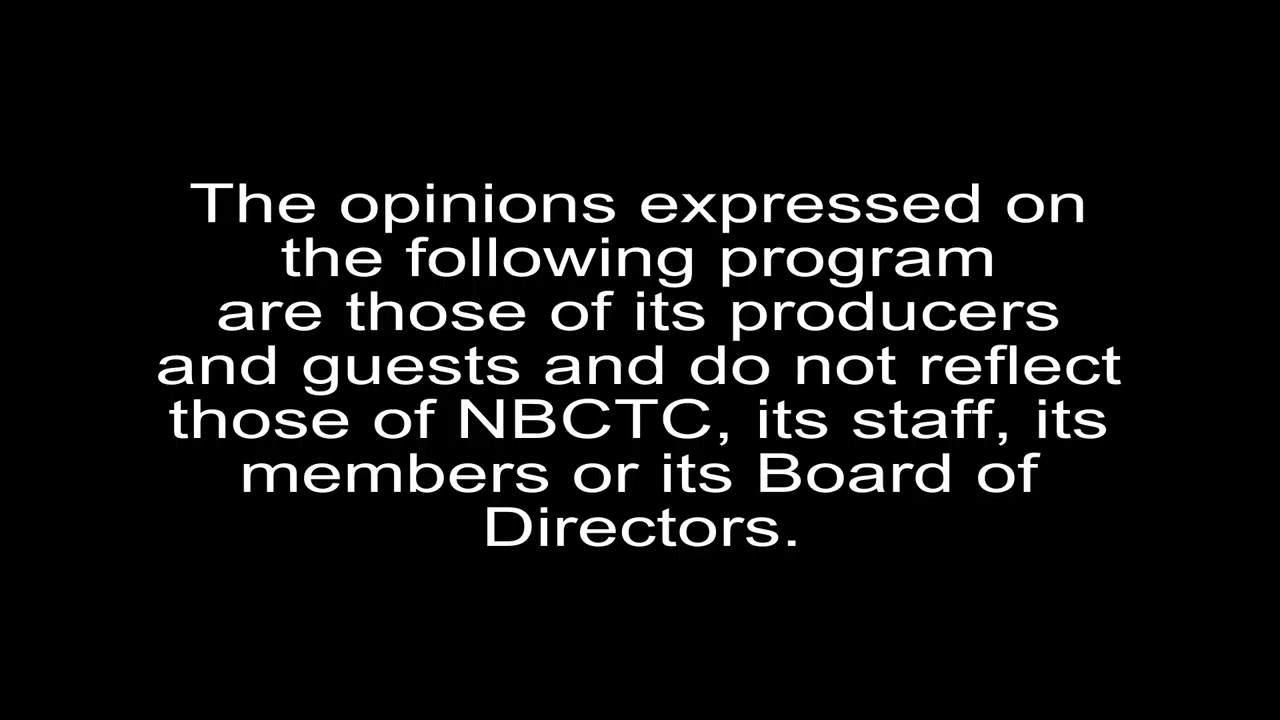 The opinions expressed on
the following program
are those of its producers
and guests and do not reflect
those of NBCTC, its staff, its
members or its Board of
Directors.